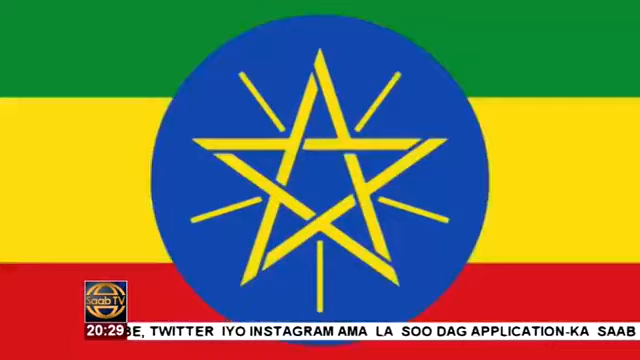 Saab TV
20:29 BE, TWITTER IYO INSTAGRAM AMA LA SOO DAG APPLICATION-KA SAAB